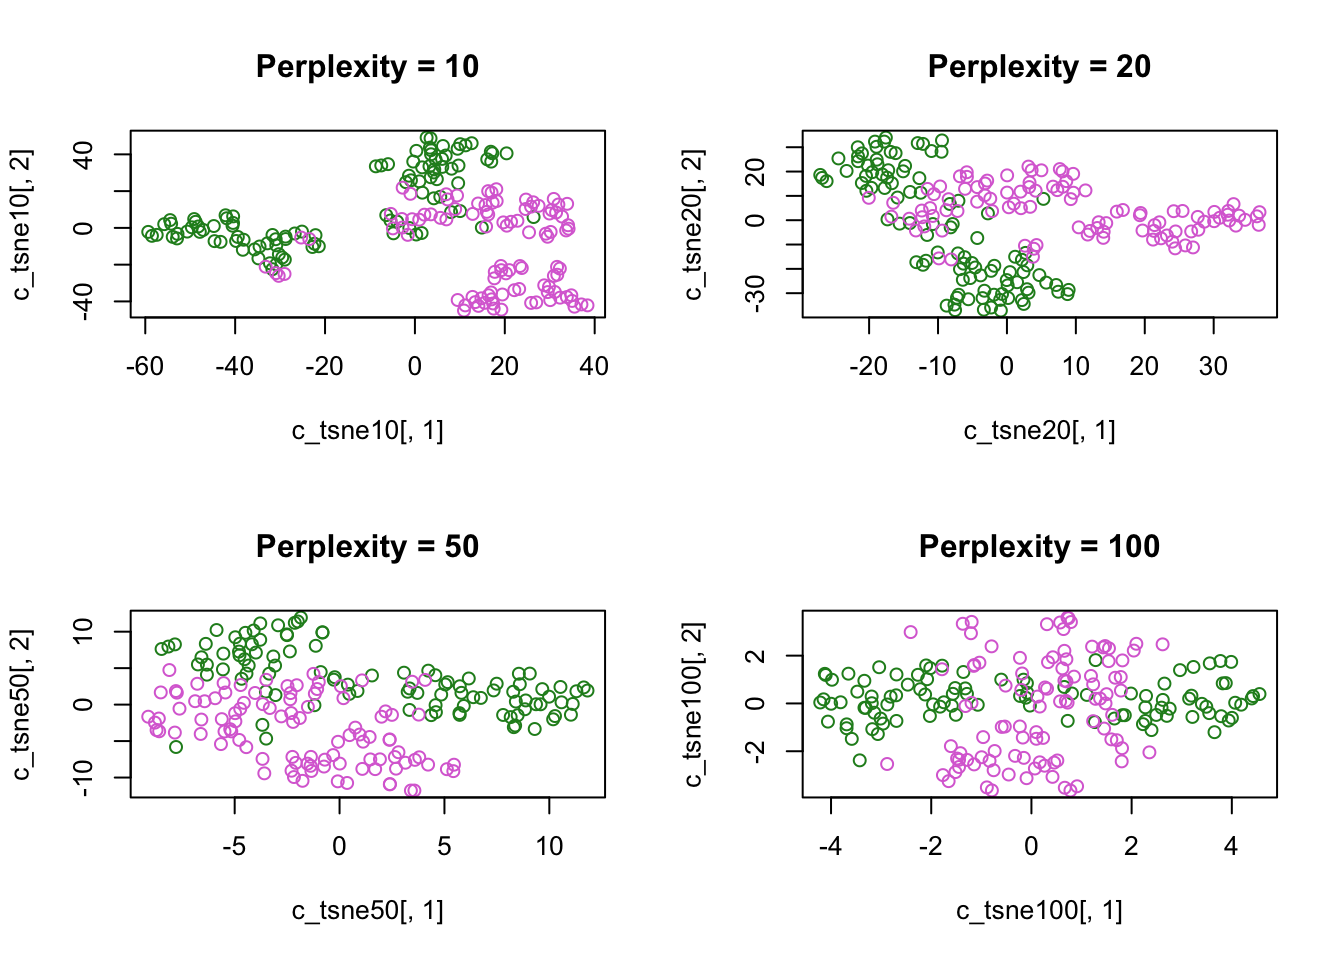 Perplexity = 10
c_tsne10[, 2]
40
0
-40
-60
-40
-20
0
20
40
c_tsne10[, 1]
Perplexity = 20
c_tsne20[, 2]
20
0
-30
-20
-10
0
10
20
30
c_tsne20[, 1]
Perplexity = 50
c_tsne50[, 2]
10
0
-10
-5
0
5
10
c_tsne50[, 1]
Perplexity = 100
c_tsne100[, 2]
2
0
-2
-4
-2
0
2
4
c_tsne100[, 1]